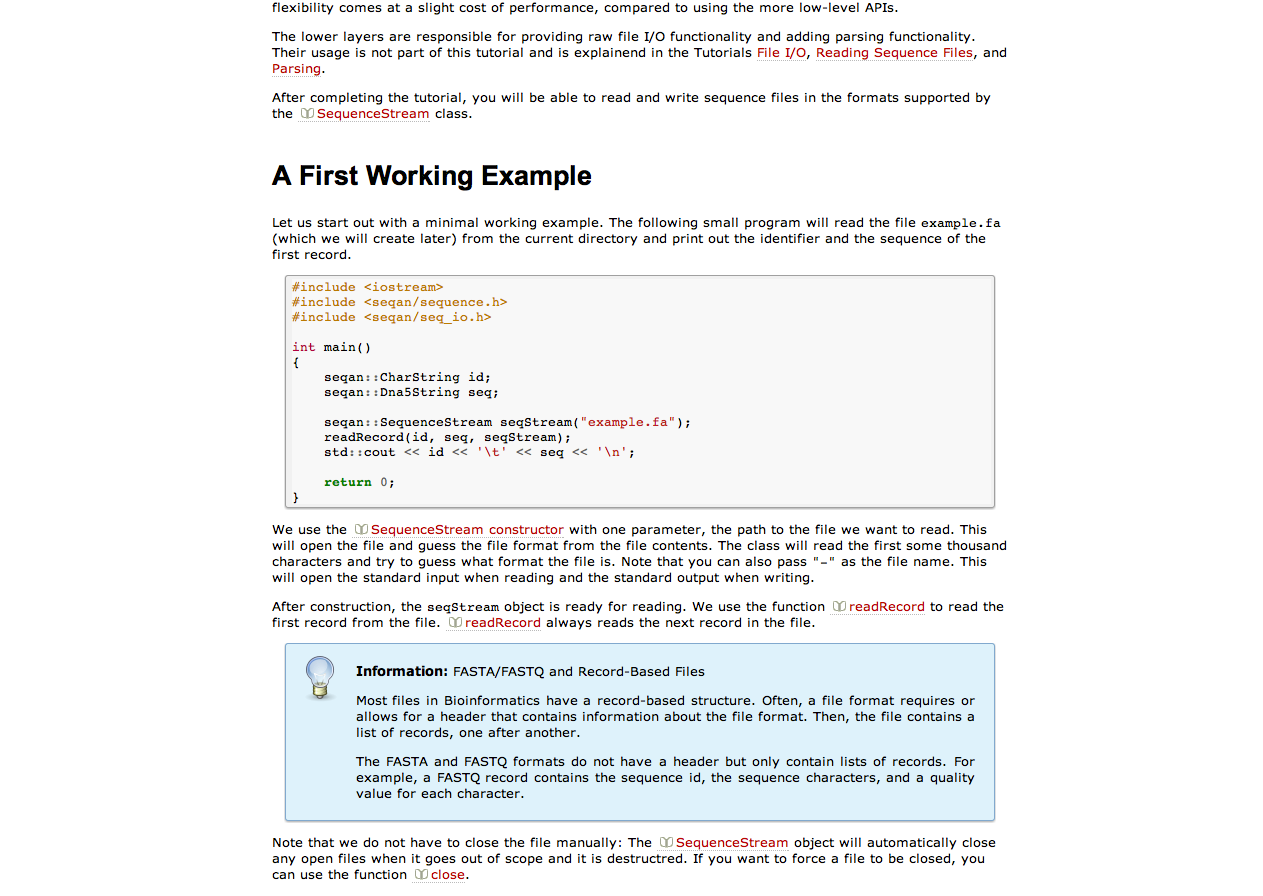 flexibility comes at a slight cost of performance, compared to using the more low-level APIs.
The lower layers are responsible for providing raw file I/O functionality and adding parsing functionality.
Their usage is not part of this tutorial and is explainend in the Tutorials File I/O, Reading Sequence Files, and
Parsing.
After completing the tutorial, you will be able to read and write sequence files in the formats supported by
the SequenceStream class.
A First Working Example
Let us start out with a minimal working example. The following small program will read the file example.fa
(which we will create later) from the current directory and print out the identifier and the sequence of the
first record.
#include <iostream>
#include <seqan/sequence.h>
#include <seqan/seq_io.h>
int main()
{
    seqan::CharString id;
    seqan::Dna5String seq;
    seqan::SequenceStream seqStream("example.fa");
    readRecord(id, seq, seqStream);
    std::cout << id << '\t' << seq << '\n';
    return 0;
}
We use the SequenceStream constructor with one parameter, the path to the file we want to read. This
will open the file and guess the file format from the file contents. The class will read the first some thousand
characters and try to guess what format the file is. Note that you can also pass "-" as the file name. This
will open the standard input when reading and the standard output when writing.
After construction, the seqStream object is ready for reading. We use the function readRecord to read the
first record from the file. readRecord always reads the next record in the file.
Information: FASTA/FASTQ and Record-Based Files
Most files in Bioinformatics have a record-based structure. Often, a file format requires or
allows for a header that contains information about the file format. Then, the file contains a
list of records, one after another.
The FASTA and FASTQ formats do not have a header but only contain lists of records. For
example, a FASTQ record contains the sequence id, the sequence characters, and a quality
value for each character.
Note that we do not have to close the file manually: The SequenceStream object will automatically close
any open files when it goes out of scope and it is destructred. If you want to force a file to be closed, you
can use the function close.